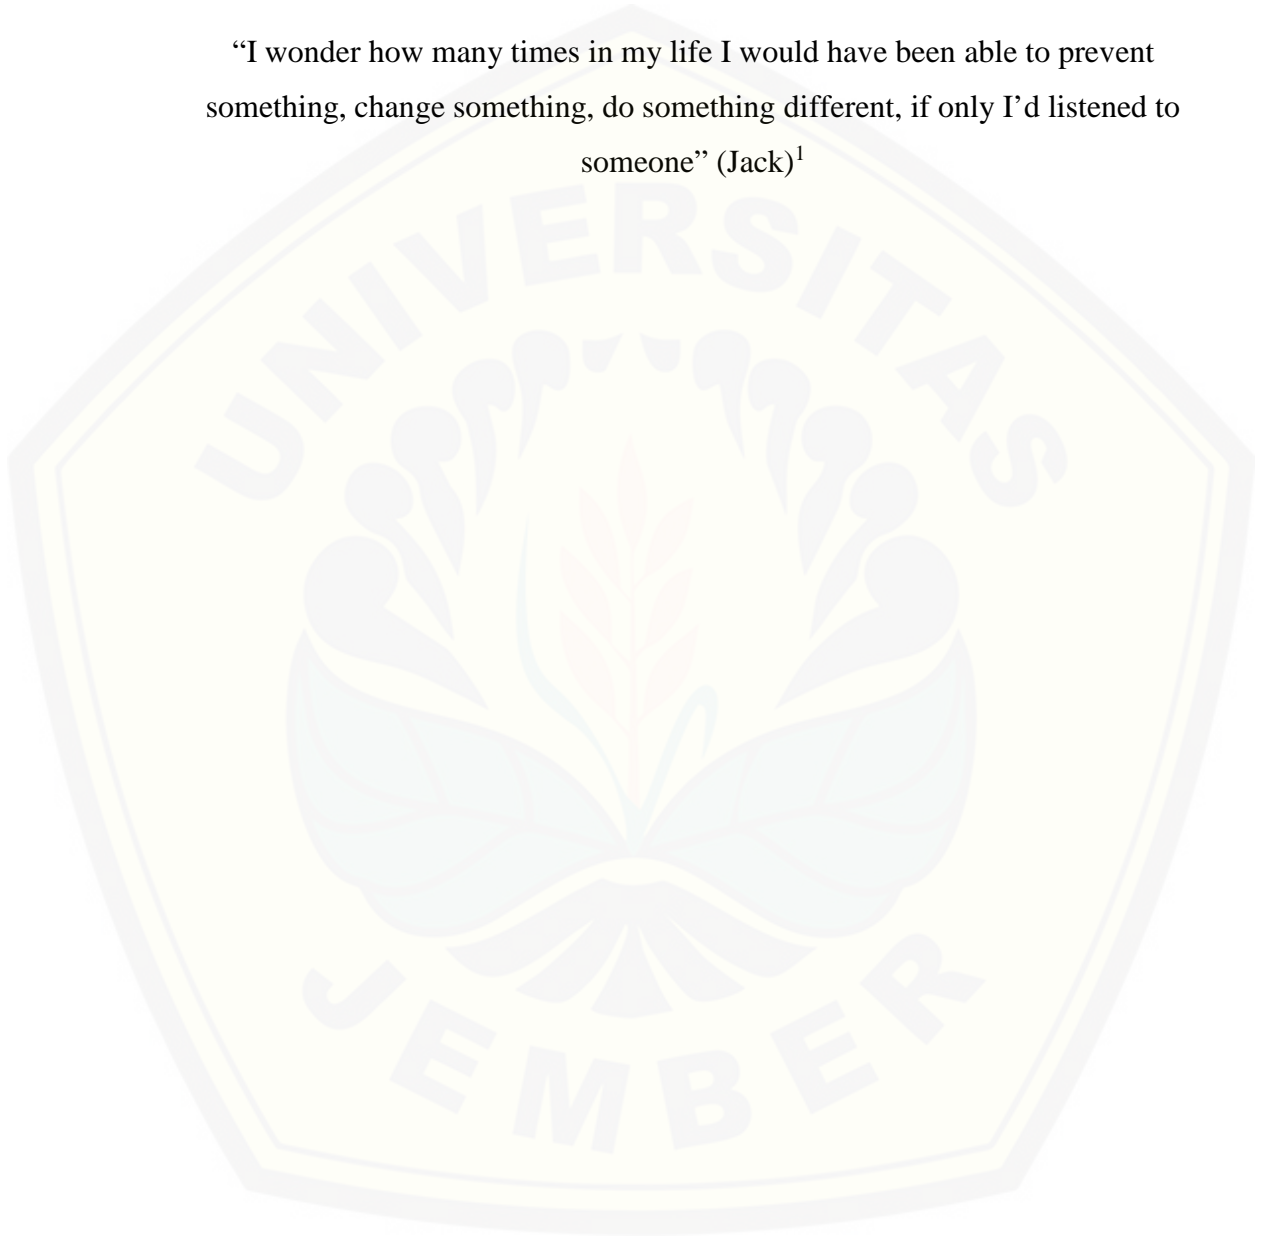 “I wonder how many times in my life I would have been able to prevent
something, change something, do something different, if only I’d listened to
someone” (Jack)¹
UNIVERSITAS
JEMBER